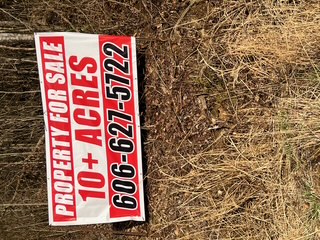 PROPERTY FOR SALE
10+ ACRES
606-627-5722